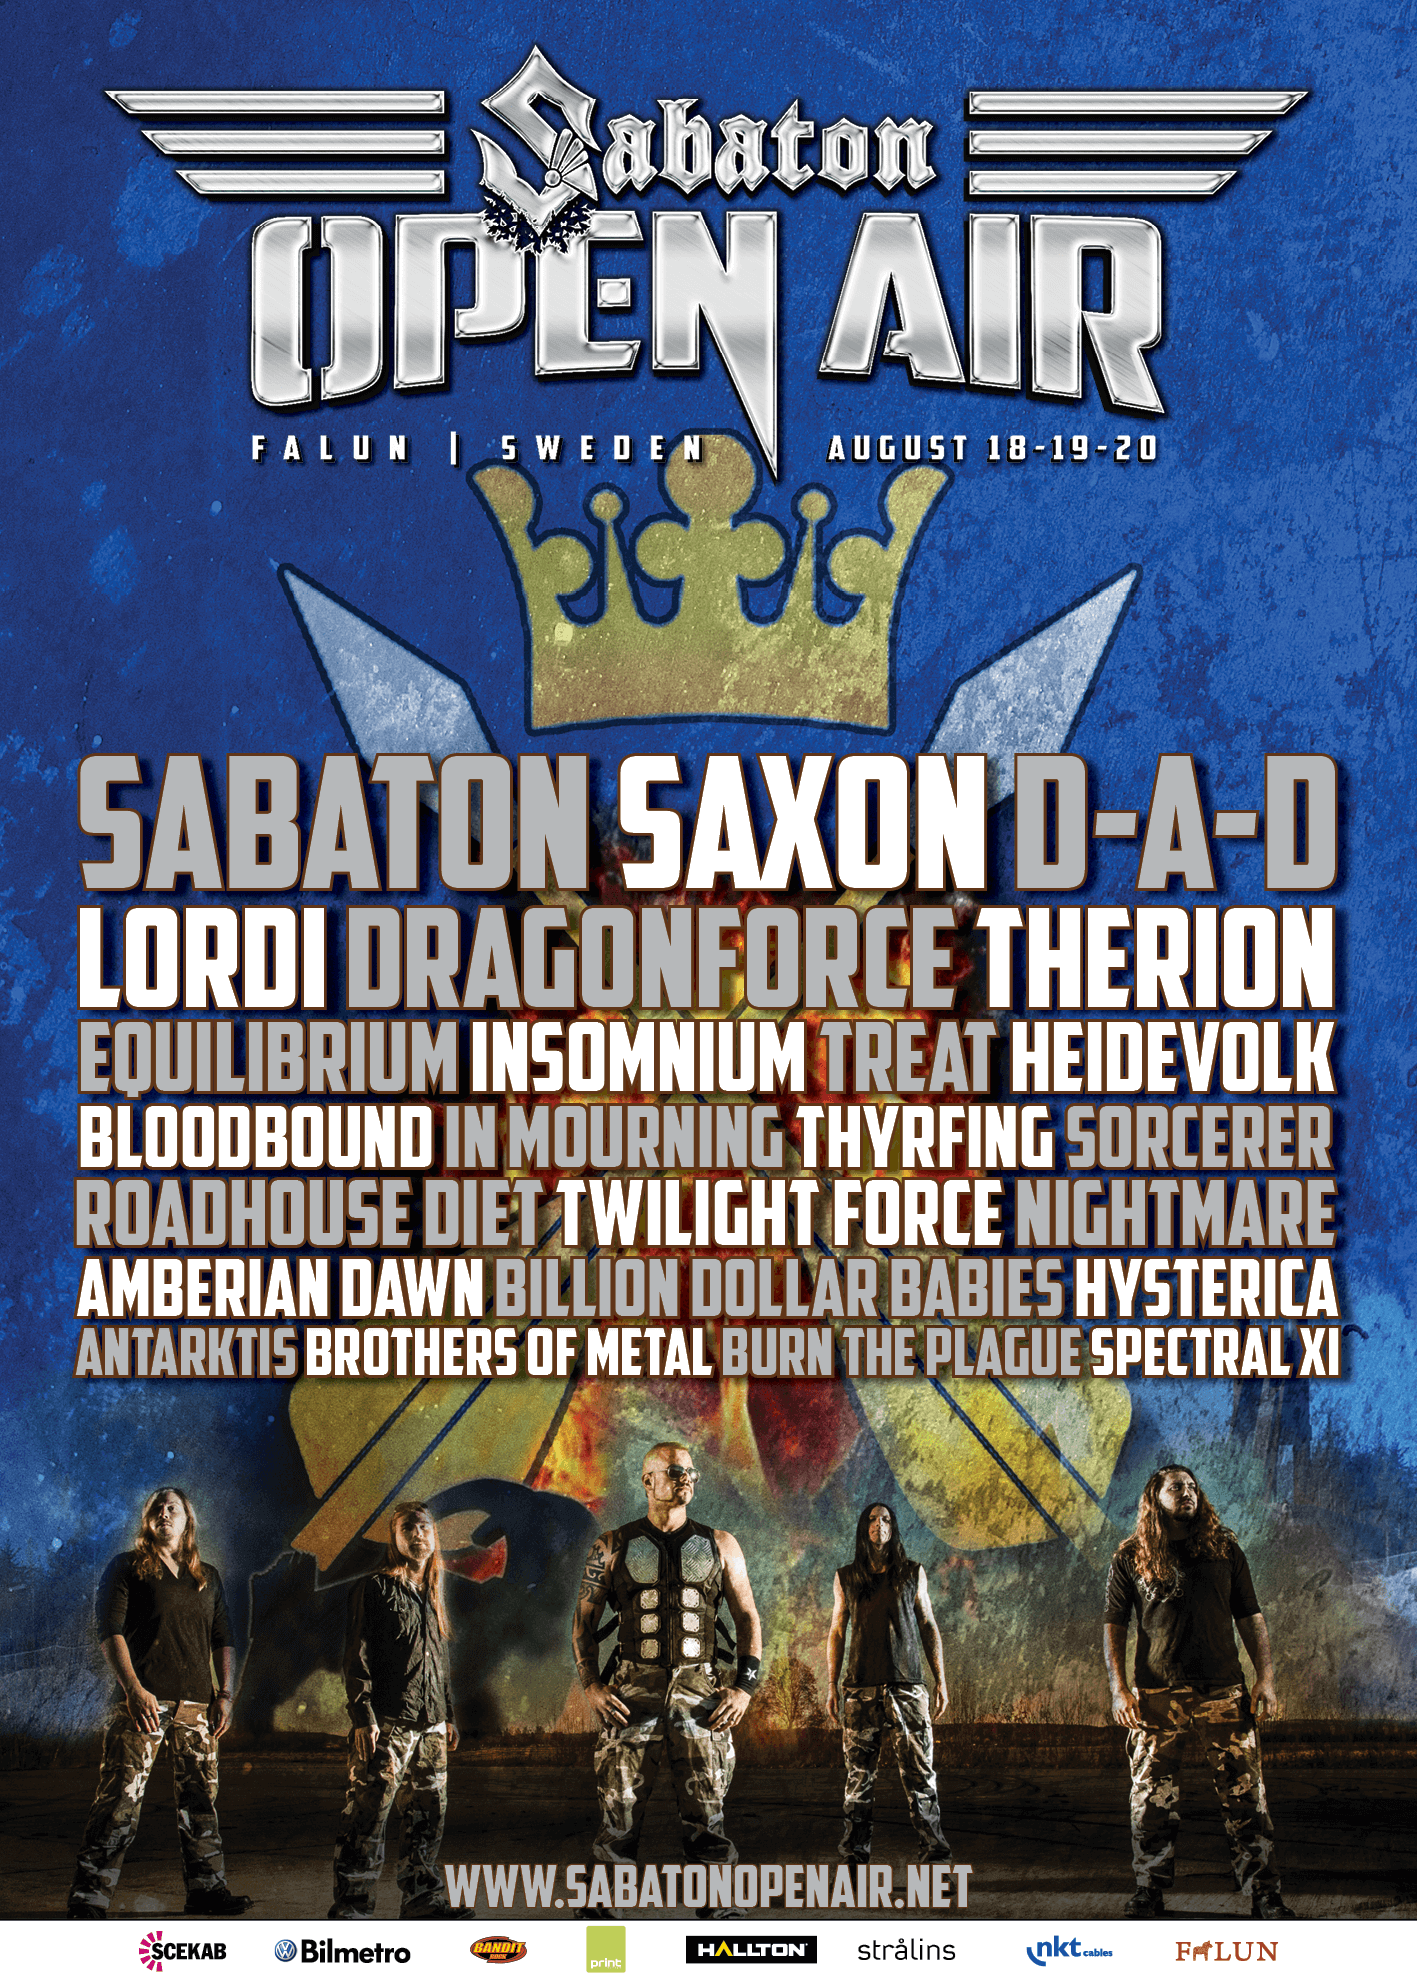 Sabaton
OPEN AIR
FALUN | SWEDEN AUGUST 18-19-20
SABATON SAXON D-A-D
LORDI DRAGONFORCE THERION
EQUILIBRIUM INSOMNIUM TREAT HEIDEVOLK
BLOODBOUND IN MOURNING THYRFING SORCERER
ROADHOUSE DIET TWILIGHT FORCE NIGHTMARE
AMBERIAN DAWN BILLION DOLLAR BABIES HYSTERICA
ANTARKTIS BROTHERS OF METAL BURN THE PLAGUE SPECTRAL XI
WWW.SABATONOPENAIR.NET
SCEKAB Bilmetro BANDIT ROCK print HALLTON strålins nkt cables FALUN